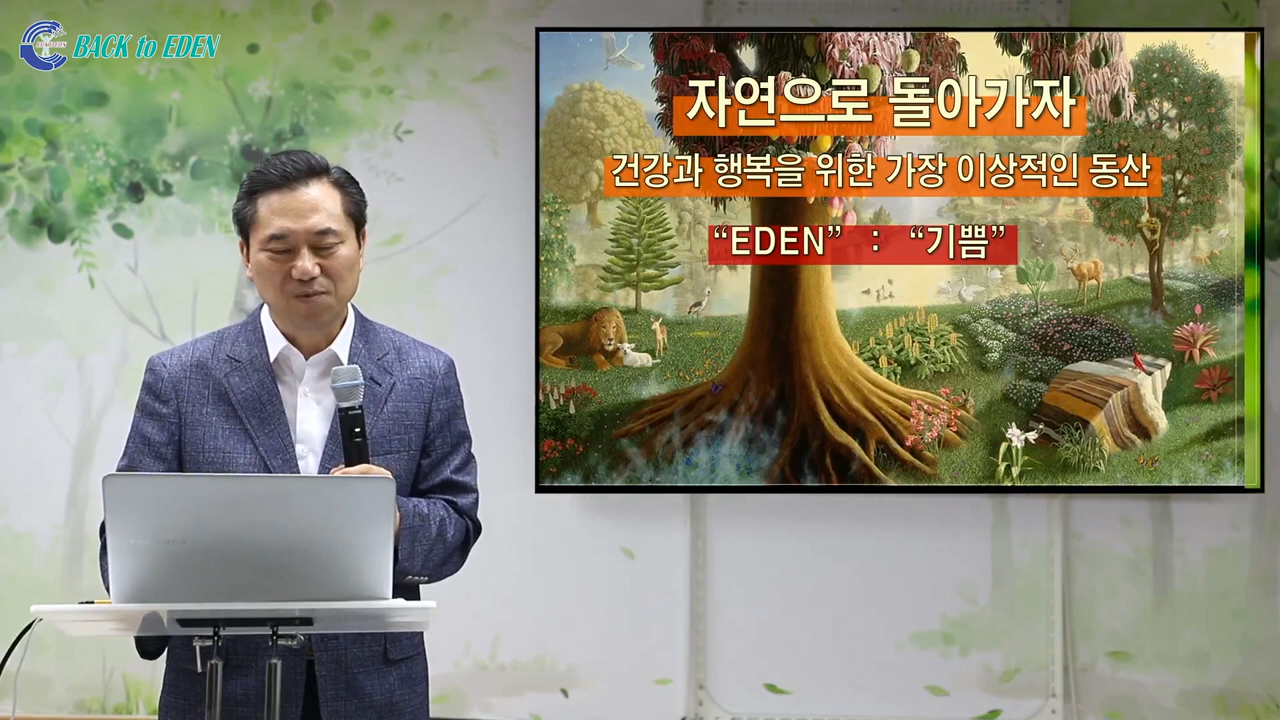 BACK to EDEN
자연으로 돌아가자
건강과 행복을 위한 가장 이상적인 동산
“EDEN” : “기쁨”